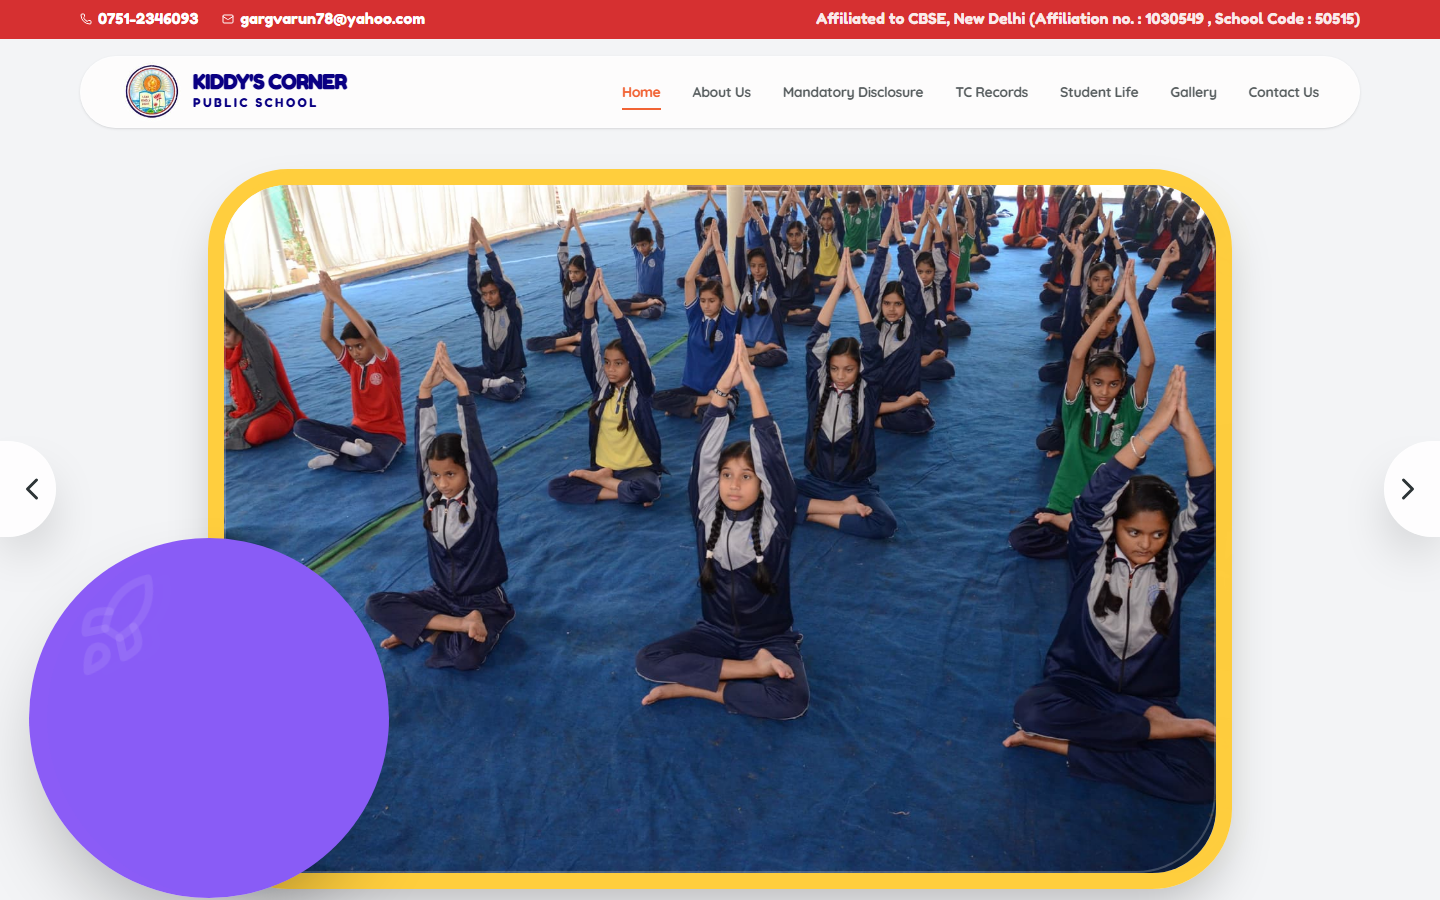 0751-2346093
gargvarun78@yahoo.com
Affiliated to CBSE, New Delhi (Affiliation no. : 1030549 , School Code : 50515)
KIDDY'S CORNER
PUBLIC SCHOOL
Home
About Us
Mandatory Disclosure
TC Records
Student Life
Gallery
Contact Us